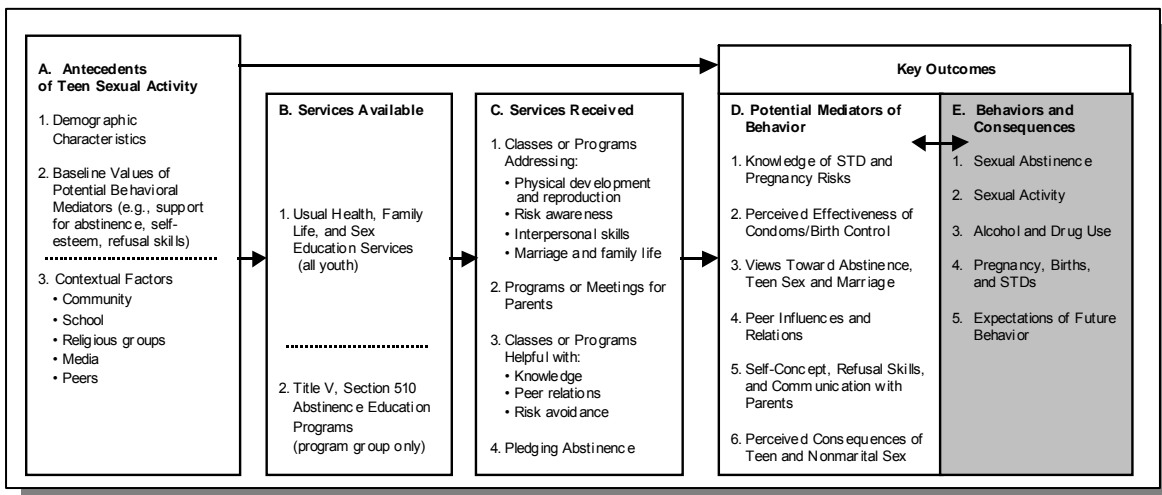 A. Antecedents
of Teen Sexual Activity
1. Demographic
Characteristics
2. Baseline Values of
Potential Behavioral
Mediators (e.g., support
for abstinence, self-
esteem, refusal skills)
3. Contextual Factors
• Community
• School
• Religious groups
• Media
• Peers
B. Services Available
1. Usual Health, Family
Life, and Sex
Education Services
(all youth)
2. Title V, Section 510
Abstinence Education
Programs
(program group only)
C. Services Received
1. Classes or Programs
Addressing:
• Physical development
and reproduction
• Risk awareness
• Interpersonal skills
• Marriage and family life
2. Programs or Meetings for
Parents
3. Classes or Programs
Helpful with:
• Knowledge
• Peer relations
• Risk avoidance
4. Pledging Abstinence
Key Outcomes
D. Potential Mediators of
Behavior
1. Knowledge of STD and
Pregnancy Risks
2. Perceived Effectiveness of
Condoms/Birth Control
3. Views Toward Abstinence,
Teen Sex and Marriage
4. Peer Influences and
Relations
5. Self-Concept, Refusal Skills,
and Communication with
Parents
6. Perceived Consequences of
Teen and Nonmarital Sex
E. Behaviors and
Consequences
1. Sexual Abstinence
2. Sexual Activity
3. Alcohol and Drug Use
4. Pregnancy, Births,
and STDs
5. Expectations of Future
Behavior